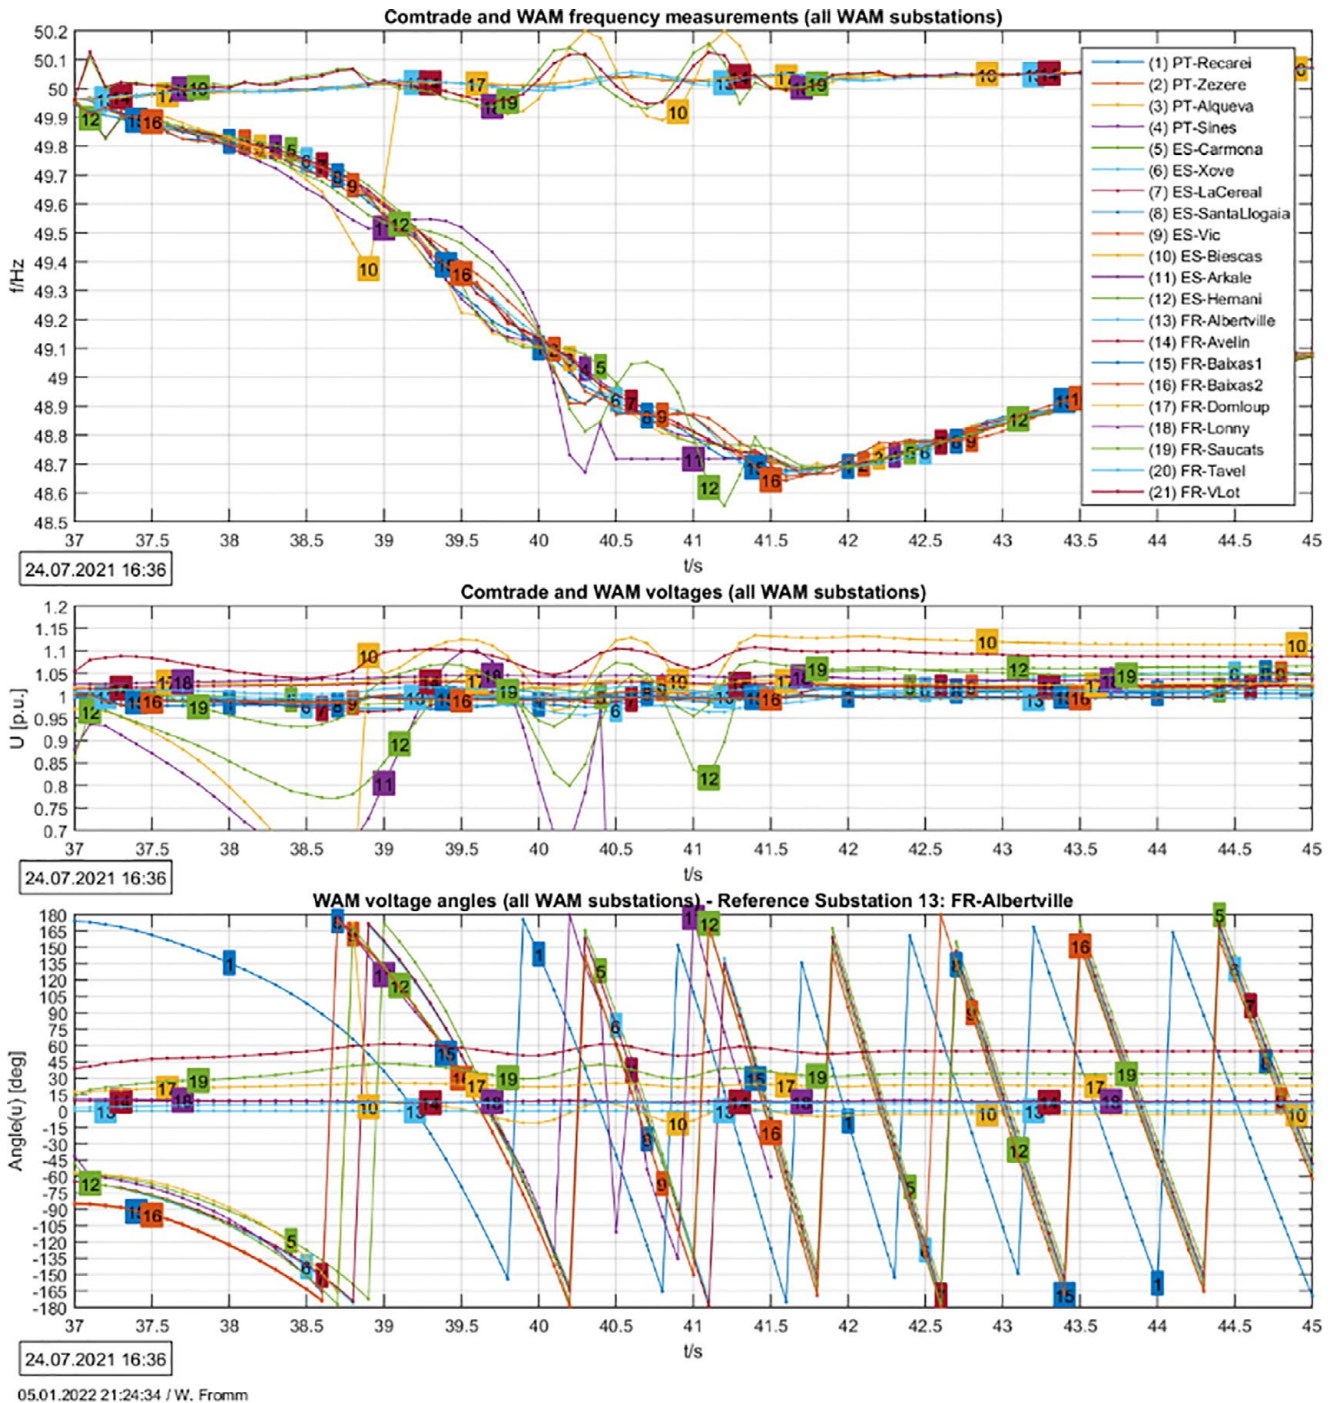 Comtrade and WAM frequency measurements (all WAM substations)
f/Hz
50.2
50.1
50
49.9
49.8
49.7
49.6
49.5
49.4
49.3
49.2
49.1
49
48.9
48.8
48.7
48.6
48.5
37 37.5 38 38.5 39 39.5 40 40.5 41 41.5 42 42.5 43 43.5 44 44.5 45
t/s
24.07.2021 16:36
(1) PT-Recarei
(2) PT-Zezere
(3) PT-Alqueva
(4) PT-Sines
(5) ES-Carmona
(6) ES-Xove
(7) ES-LaCereal
(8) ES-SantaLlogaia
(9) ES-Vic
(10) ES-Biescas
(11) ES-Arkale
(12) ES-Hernani
(13) FR-Albertville
(14) FR-Avelin
(15) FR-Baixas1
(16) FR-Baixas2
(17) FR-Domloup
(18) FR-Lonny
(19) FR-Saucats
(20) FR-Tavel
(21) FR-VLot
Comtrade and WAM voltages (all WAM substations)
U [p.u.]
1.2
1.15
1.1
1.05
1
0.95
0.9
0.85
0.8
0.75
0.7
37 37.5 38 38.5 39 39.5 40 40.5 41 41.5 42 42.5 43 43.5 44 44.5 45
t/s
24.07.2021 16:36
WAM voltage angles (all WAM substations) - Reference Substation 13: FR-Albertville
Angle(u) [deg]
180
165
150
135
120
105
90
75
60
45
30
15
0
-15
-30
-45
-60
-75
-90
-105
-120
-135
-150
-165
-180
37 37.5 38 38.5 39 39.5 40 40.5 41 41.5 42 42.5 43 43.5 44 44.5 45
t/s
24.07.2021 16:36
05.01.2022 21:24:34 / W. Fromm